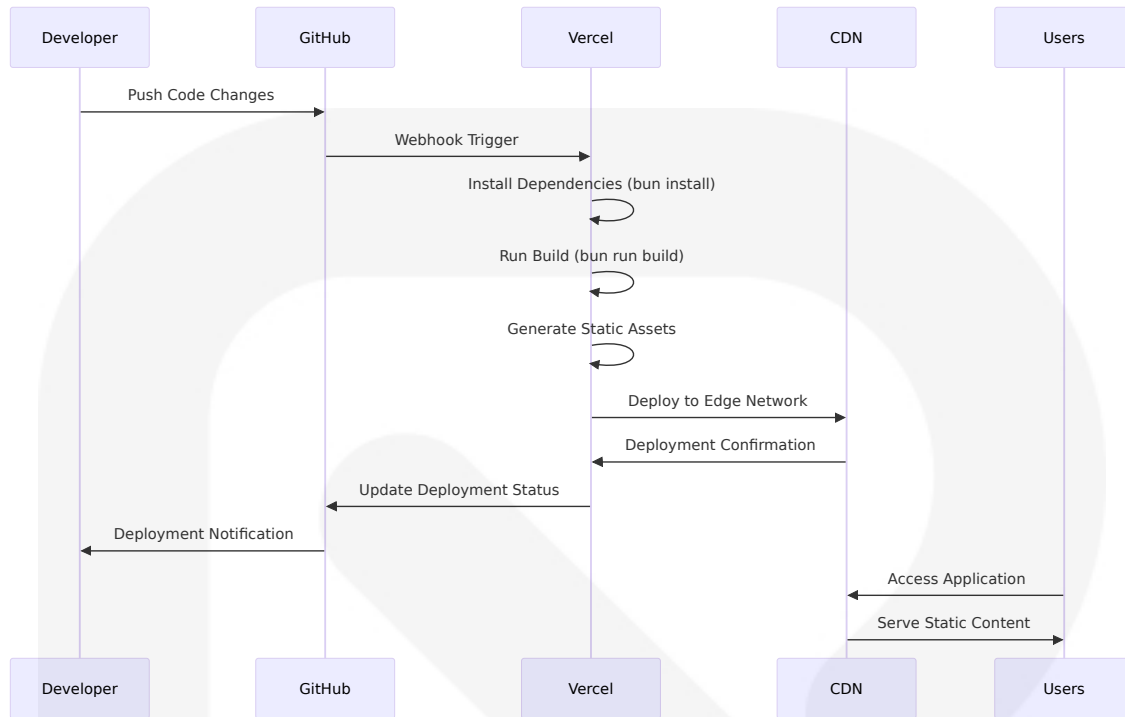 Developer
GitHub
Vercel
CDN
Users
Push Code Changes
Webhook Trigger
Install Dependencies (bun install)
Run Build (bun run build)
Generate Static Assets
Deploy to Edge Network
Deployment Confirmation
Update Deployment Status
Deployment Notification
Access Application
Serve Static Content
Developer
GitHub
Vercel
CDN
Users